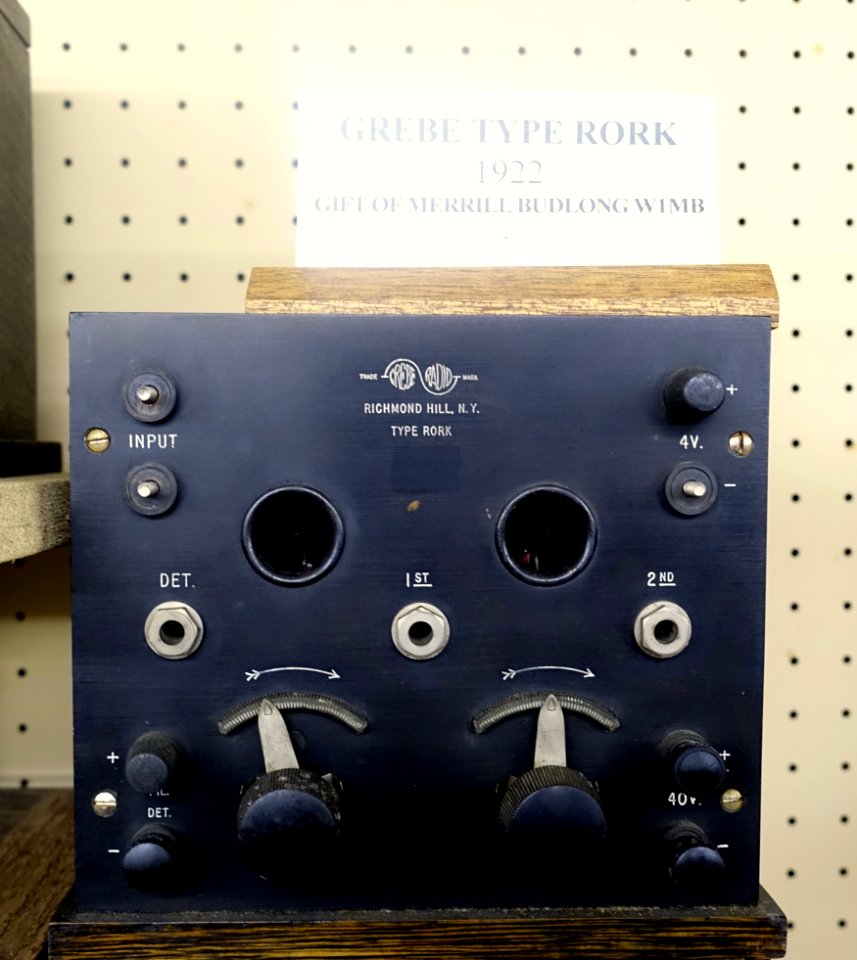 GREBE TYPE RORK
1922
GIFT OF MERRILL BUDLONG W1MB
TRADE GREBE RADIO MARK
RICHMOND HILL, N.Y.
TYPE RORK
+
INPUT
4V.
−
DET.
1ST
2ND
+
+
40V.
DET.
−
−